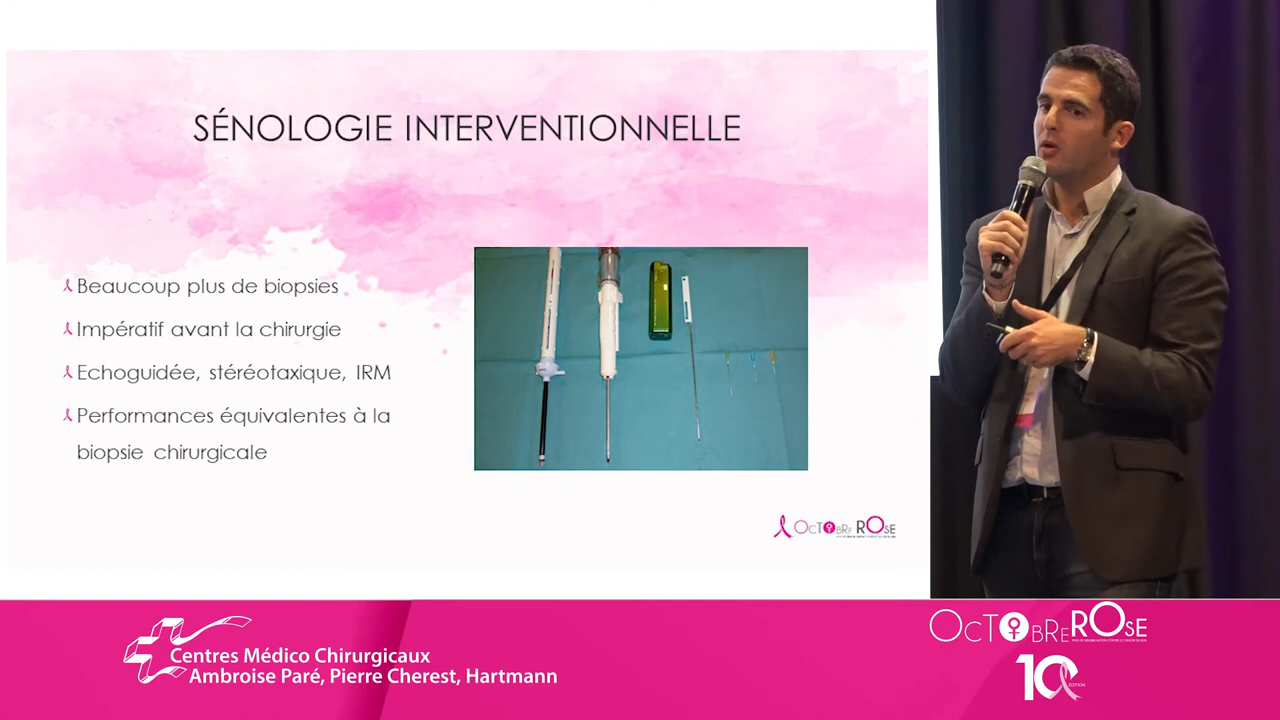 SÉNOLOGIE INTERVENTIONNELLE
Beaucoup plus de biopsies
Impératif avant la chirurgie
Echoguidée, stéréotaxique, IRM
Performances équivalentes à la
biopsie chirurgicale
OCTOBRE ROSE
Centres Médico Chirurgicaux
Ambroise Paré, Pierre Cherest, Hartmann
OCTOBRE ROSE
10
EDITION